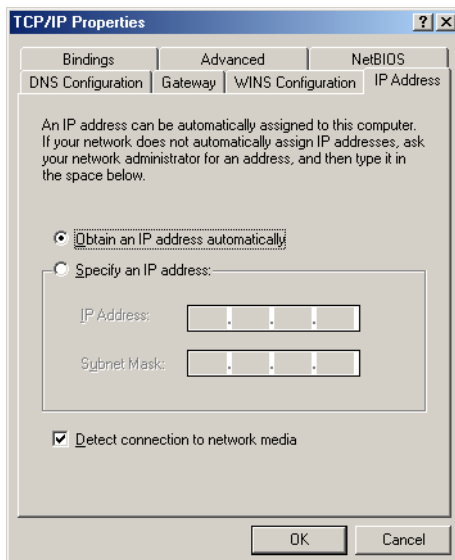 TCP/IP Properties
Bindings Advanced NetBIOS
DNS Configuration Gateway WINS Configuration IP Address
An IP address can be automatically assigned to this computer.
If your network does not automatically assign IP addresses, ask
your network administrator for an address, and then type it in
the space below.
Obtain an IP address automatically
Specify an IP address:
IP Address:
. . .
Subnet Mask:
. . .
Detect connection to network media
OK Cancel